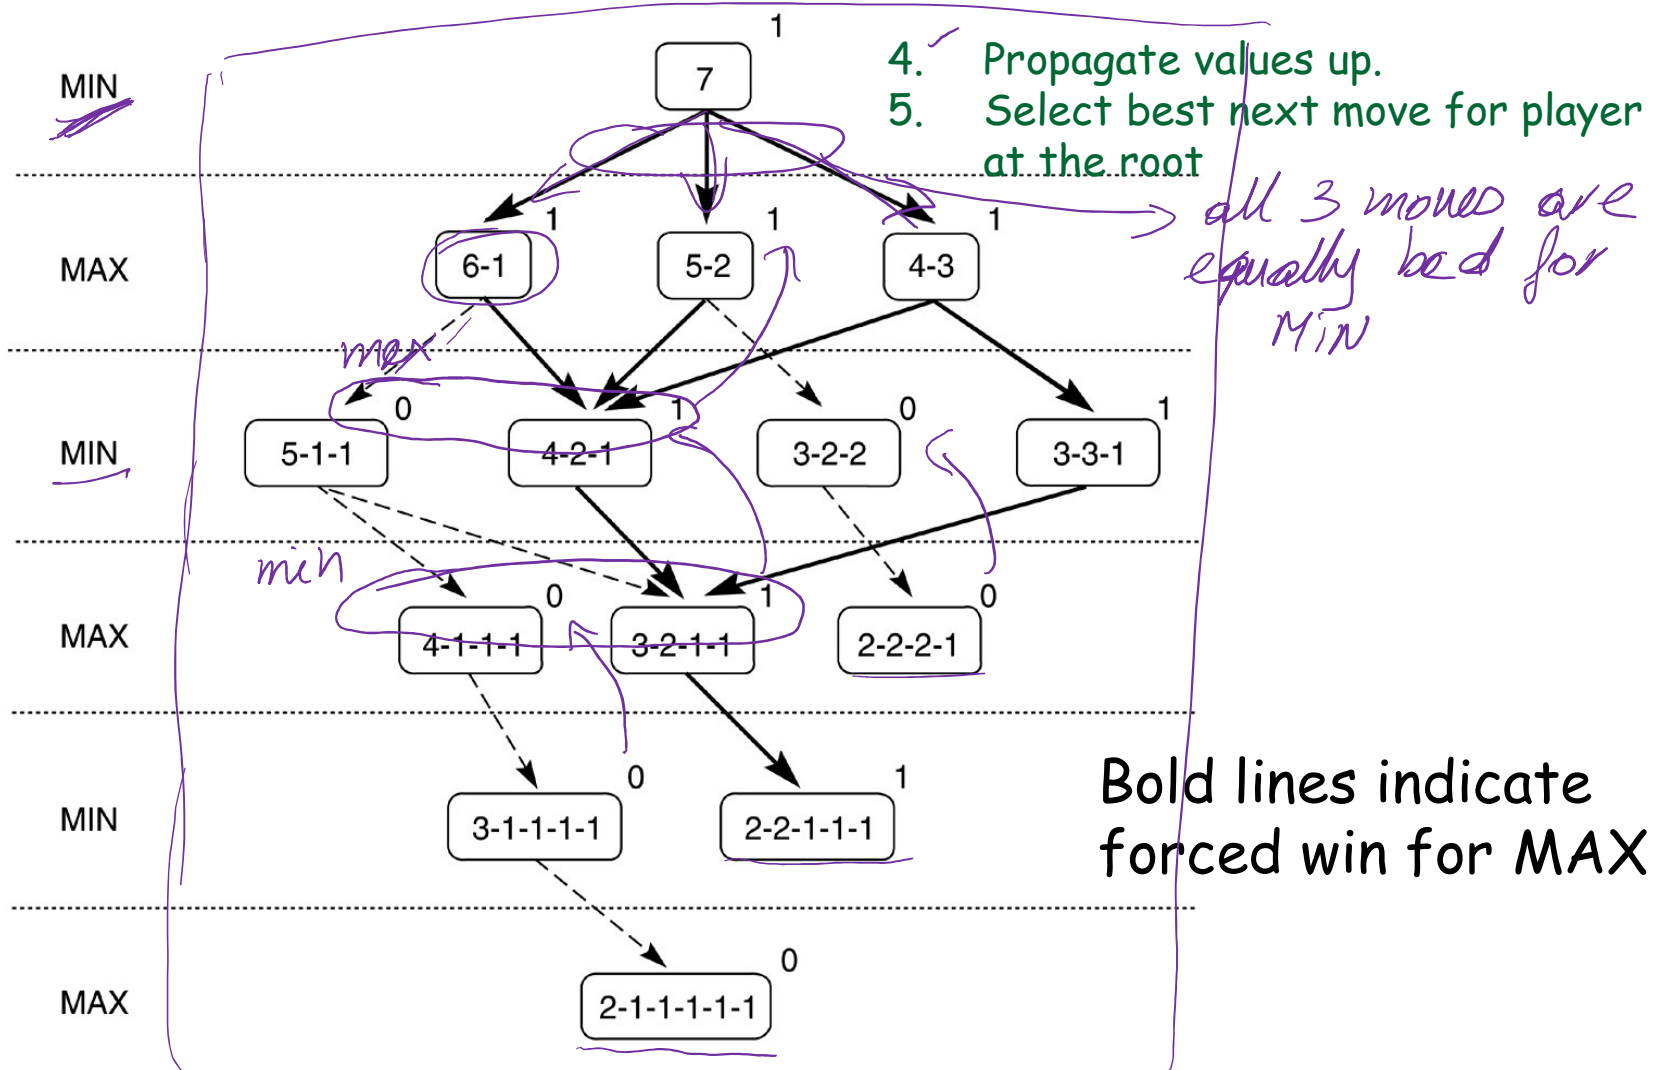 1
MIN 7 4. Propagate values up.
5. Select best next move for player
at the root
1 1 1
all 3 moves are
MAX 6-1 5-2 4-3 equally bad for
MIN
max
0 1 0 1
MIN 5-1-1 4-2-1 3-2-2 3-3-1
min
0 1 0
MAX 4-1-1-1 3-2-1-1 2-2-2-1
0 1
Bold lines indicate
MIN 3-1-1-1-1 2-2-1-1-1
forced win for MAX
0
MAX 2-1-1-1-1-1